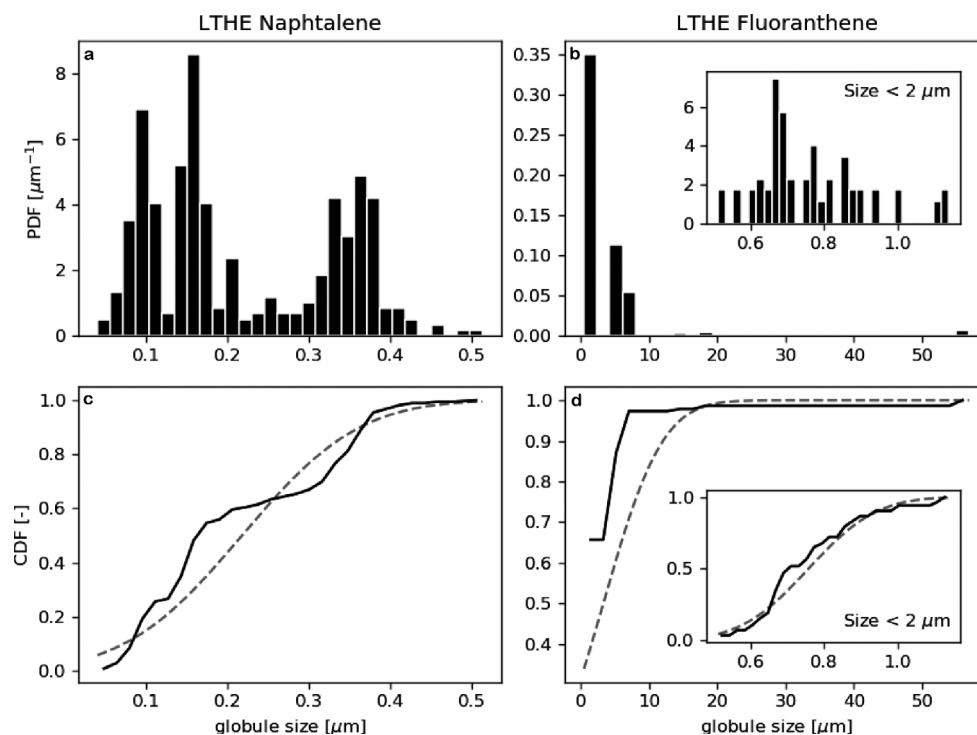 LTHE Naphtalene
a
8
6
4
2
0
PDF [μm⁻¹]
0.1 0.2 0.3 0.4 0.5
LTHE Fluoranthene
b
0.35
0.30
0.25
0.20
0.15
0.10
0.05
0.00
0 10 20 30 40 50
Size < 2 μm
6
4
2
0
0.6 0.8 1.0
c
1.0
0.8
0.6
0.4
0.2
0.0
CDF [-]
0.1 0.2 0.3 0.4 0.5
globule size [μm]
d
1.0
0.9
0.8
0.7
0.6
0.5
0.4
0 10 20 30 40 50
globule size [μm]
1.0
0.5
0.0
Size < 2 μm
0.6 0.8 1.0